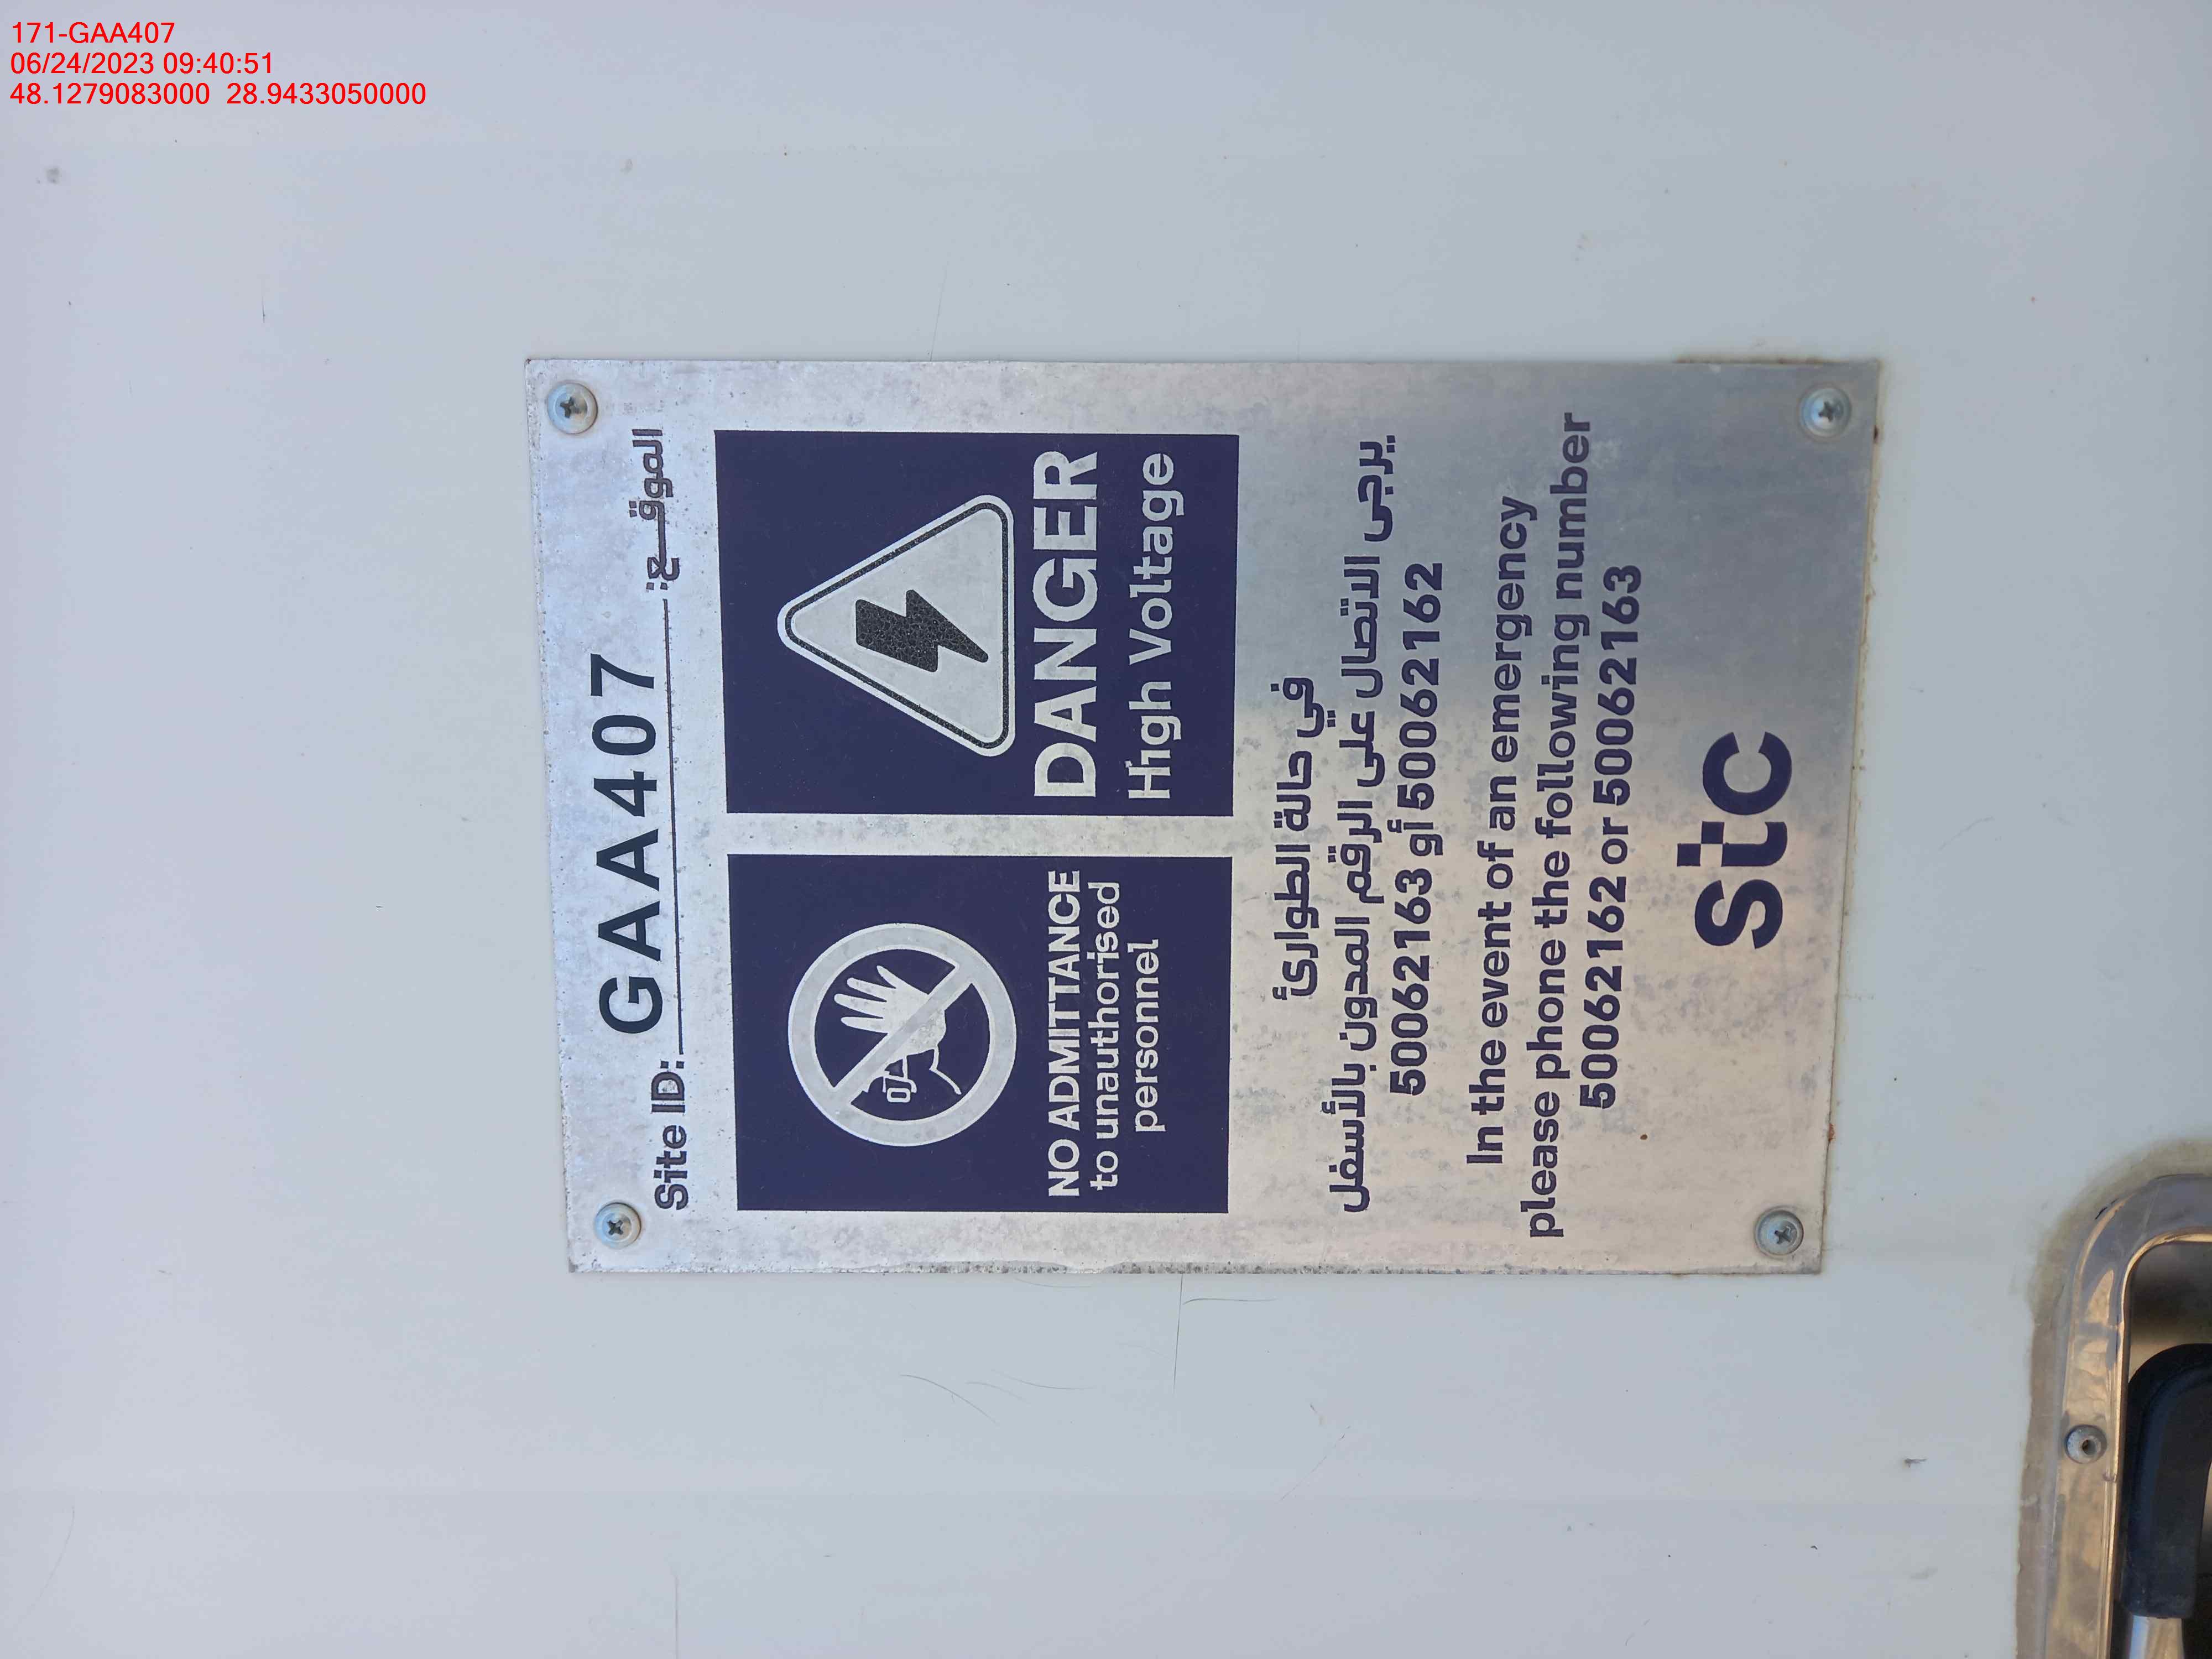 171-GAA407
06/24/2023 09:40:51
48.1279083000 28.9433050000
Site ID: GAA407 الموقع:
NO ADMITTANCE
to unauthorised
personnel
DANGER
High Voltage
في حالة الطوارئ
يرجى الاتصال على الرقم المدون بالأسفل
50062163 أو 50062162
In the event of an emergency
please phone the following number
50062162 or 50062163
stc